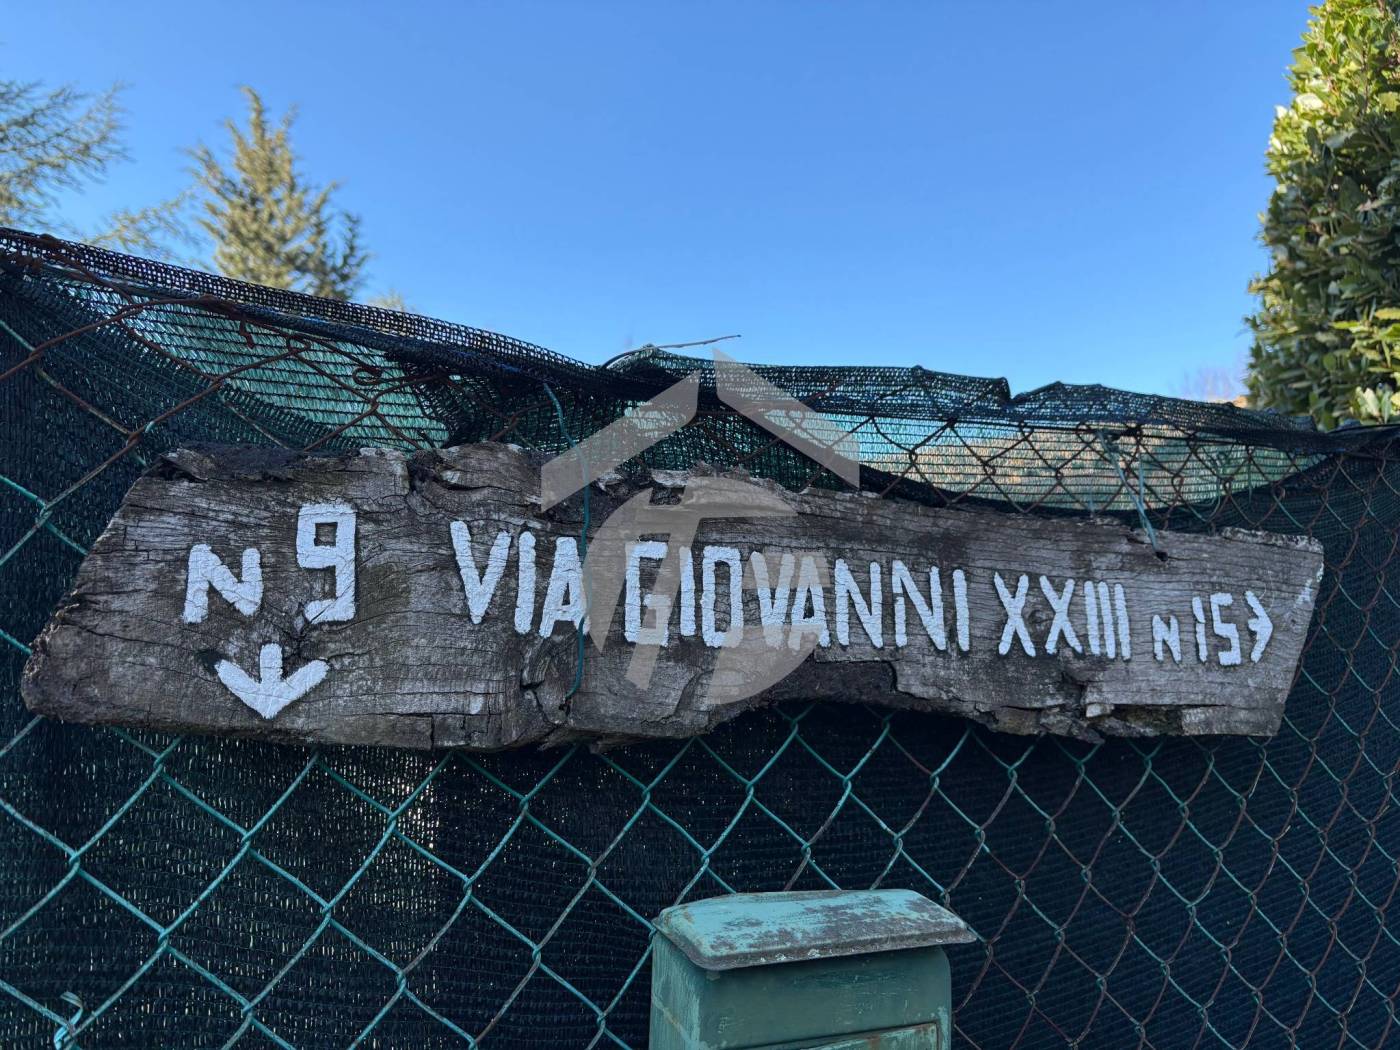 N 9 VIA GIOVANNI XXIII N 15 →
↓